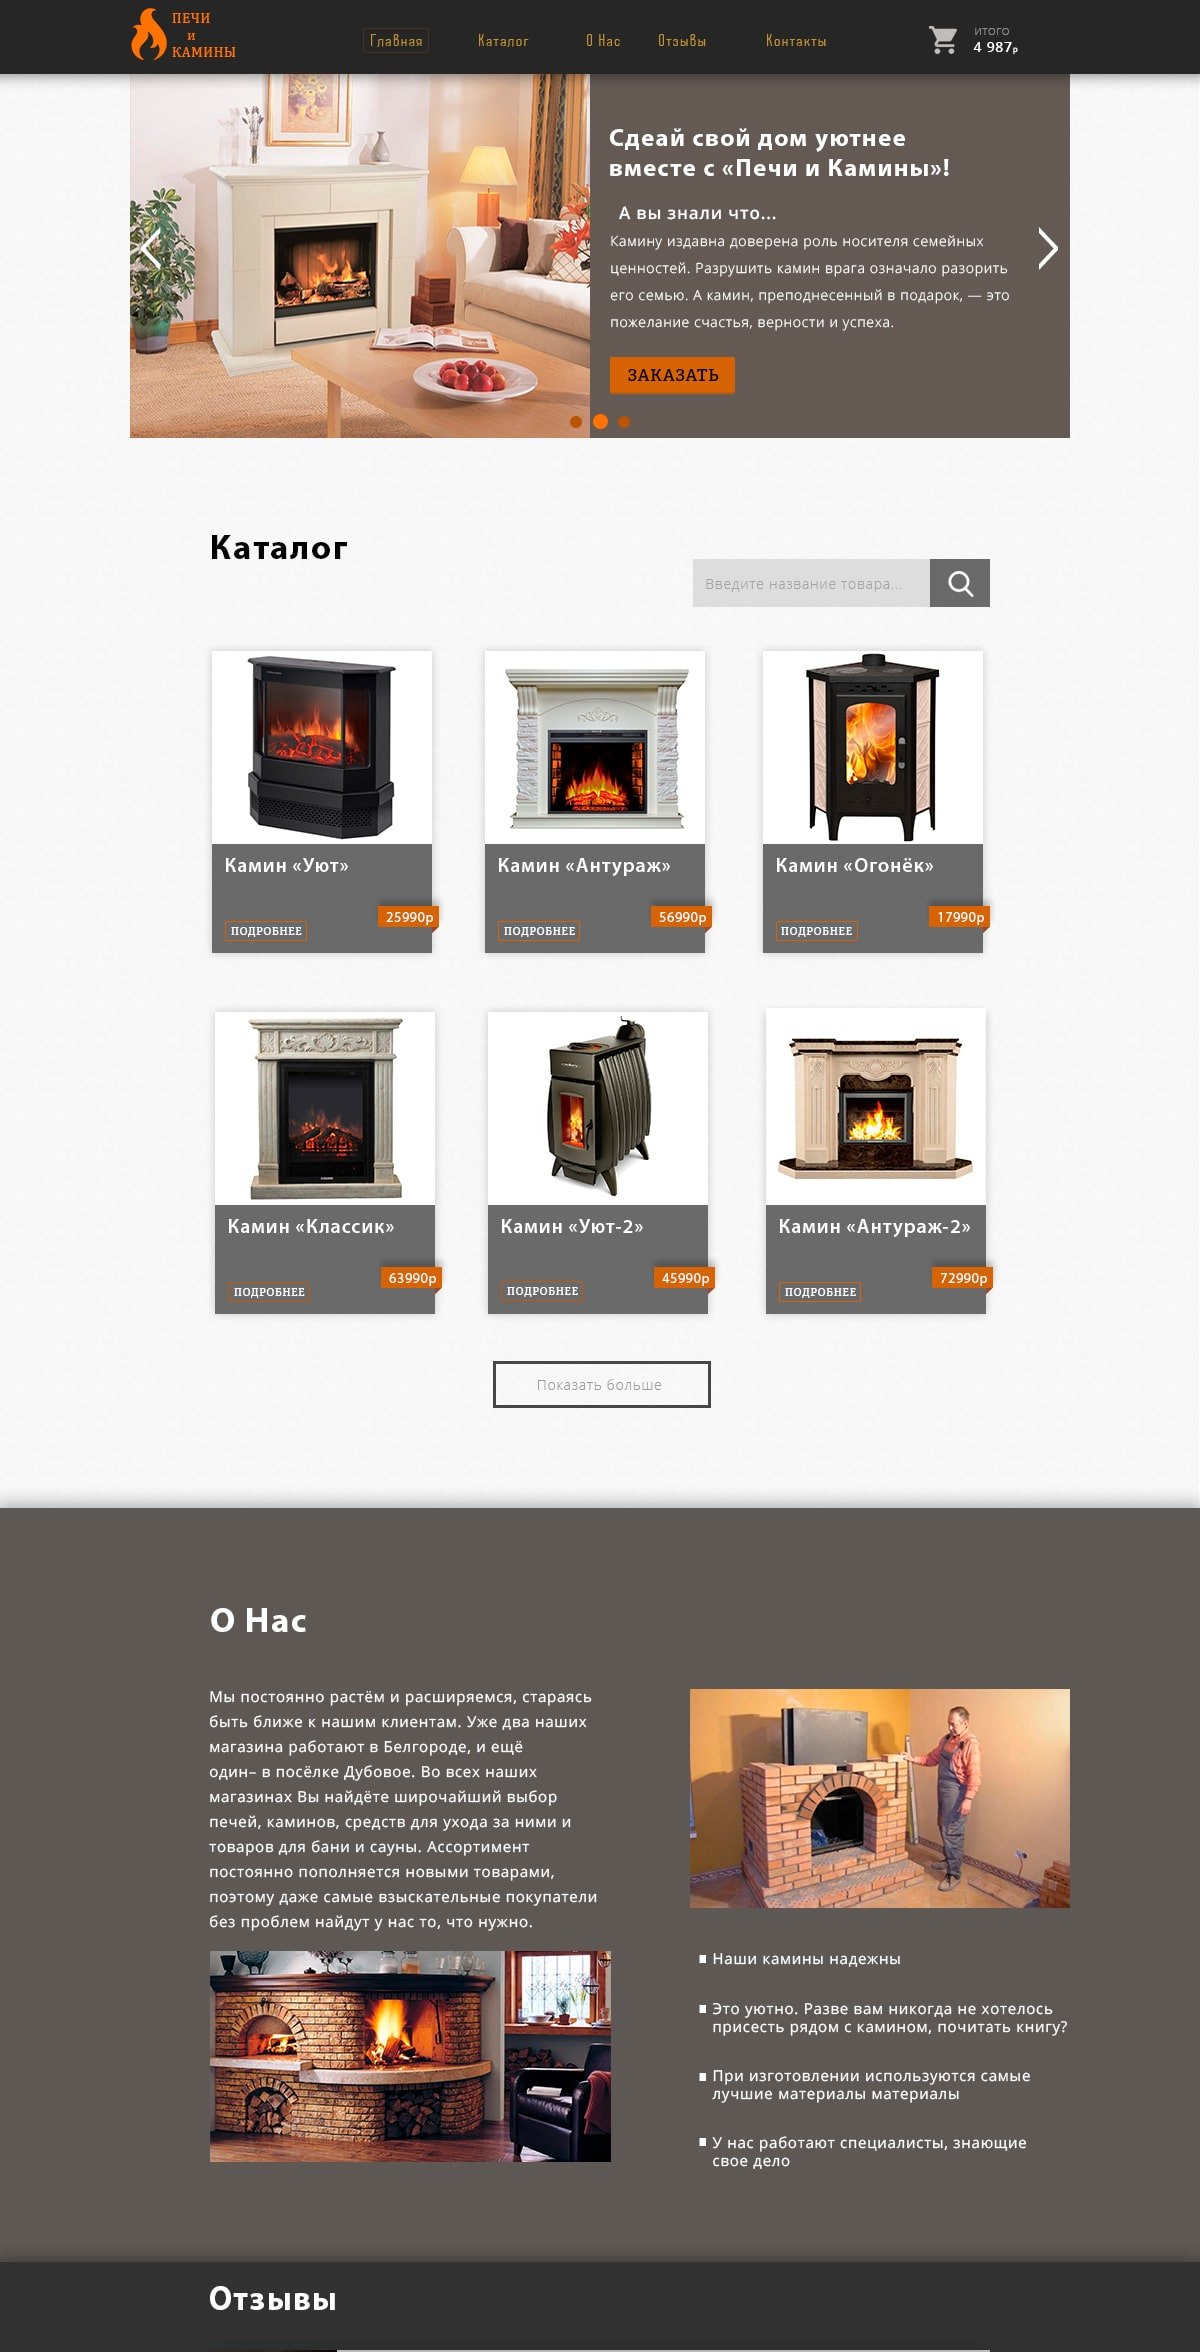 ПЕЧИ
и
КАМИНЫ
Главная
Каталог
О Нас
Отзывы
Контакты
ИТОГО
4 987р
Сдеай свой дом уютнее
вместе с «Печи и Камины»!
А вы знали что...
Камину издавна доверена роль носителя семейных
ценностей. Разрушить камин врага означало разорить
его семью. А камин, преподнесенный в подарок, — это
пожелание счастья, верности и успеха.
ЗАКАЗАТЬ
Каталог
Введите название товара...
Камин «Уют»
25990р
ПОДРОБНЕЕ
Камин «Антураж»
56990р
ПОДРОБНЕЕ
Камин «Огонёк»
17990р
ПОДРОБНЕЕ
Камин «Классик»
63990р
ПОДРОБНЕЕ
Камин «Уют-2»
45990р
ПОДРОБНЕЕ
Камин «Антураж-2»
72990р
ПОДРОБНЕЕ
Показать больше
О Нас
Мы постоянно растём и расширяемся, стараясь
быть ближе к нашим клиентам. Уже два наших
магазина работают в Белгороде, и ещё
один– в посёлке Дубовое. Во всех наших
магазинах Вы найдёте широчайший выбор
печей, каминов, средств для ухода за ними и
товаров для бани и сауны. Ассортимент
постоянно пополняется новыми товарами,
поэтому даже самые взыскательные покупатели
без проблем найдут у нас то, что нужно.
Наши камины надежны
Это уютно. Разве вам никогда не хотелось
присесть рядом с камином, почитать книгу?
При изготовлении используются самые
лучшие материалы материалы
У нас работают специалисты, знающие
свое дело
Отзывы